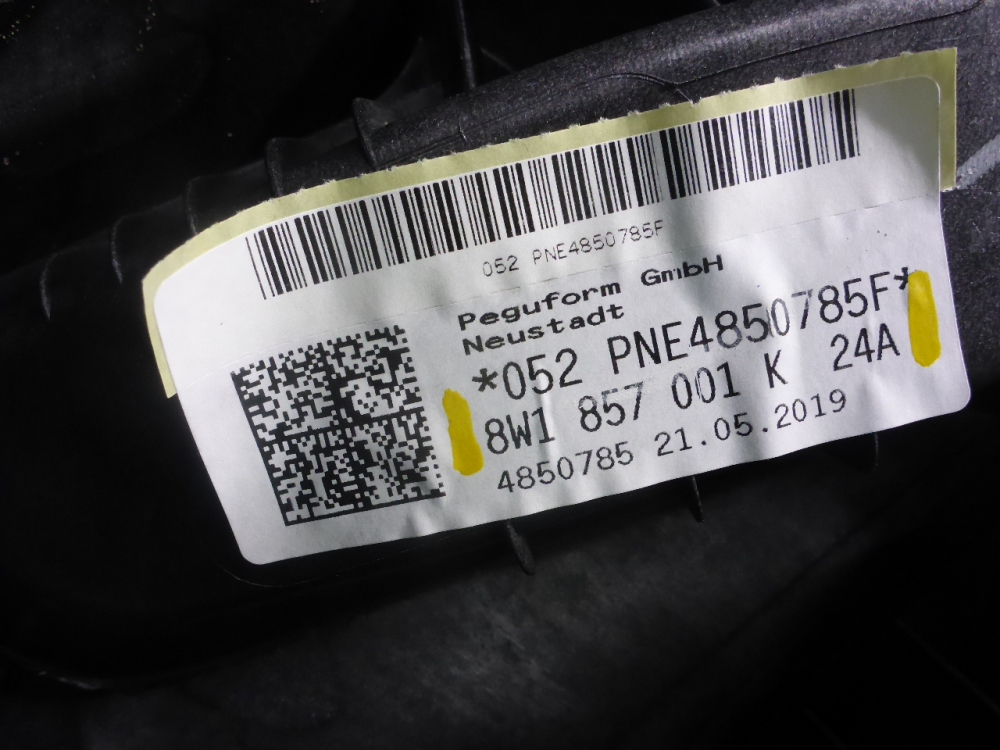 052 PNE4850785F
Peguform GmbH
Neustadt
*052 PNE4850785F*
8W1 857 001 K 24A
4850785 21.05.2019